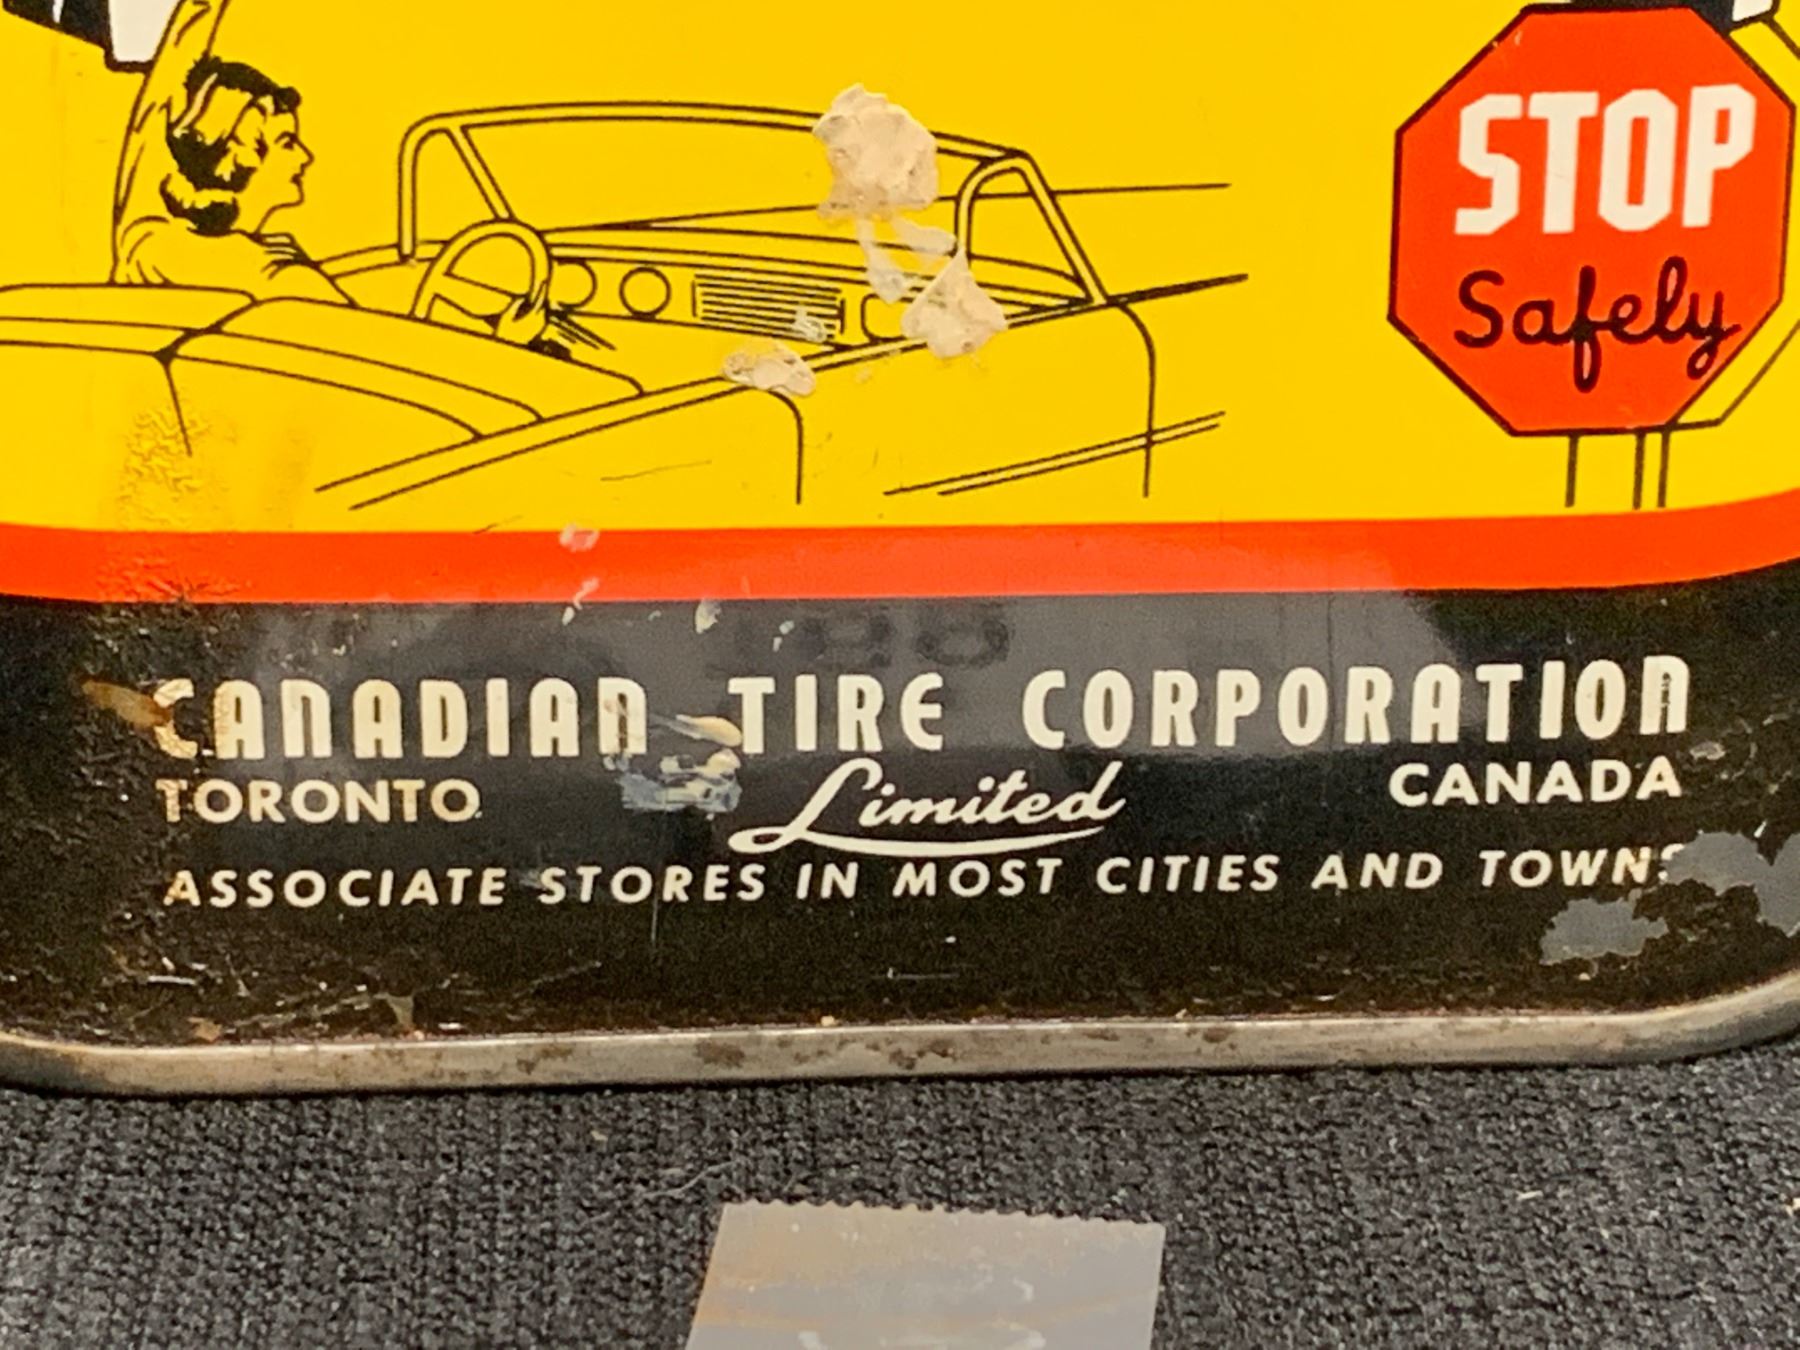 STOP
Safely
CANADIAN TIRE CORPORATION
TORONTO Limited CANADA
ASSOCIATE STORES IN MOST CITIES AND TOWNS